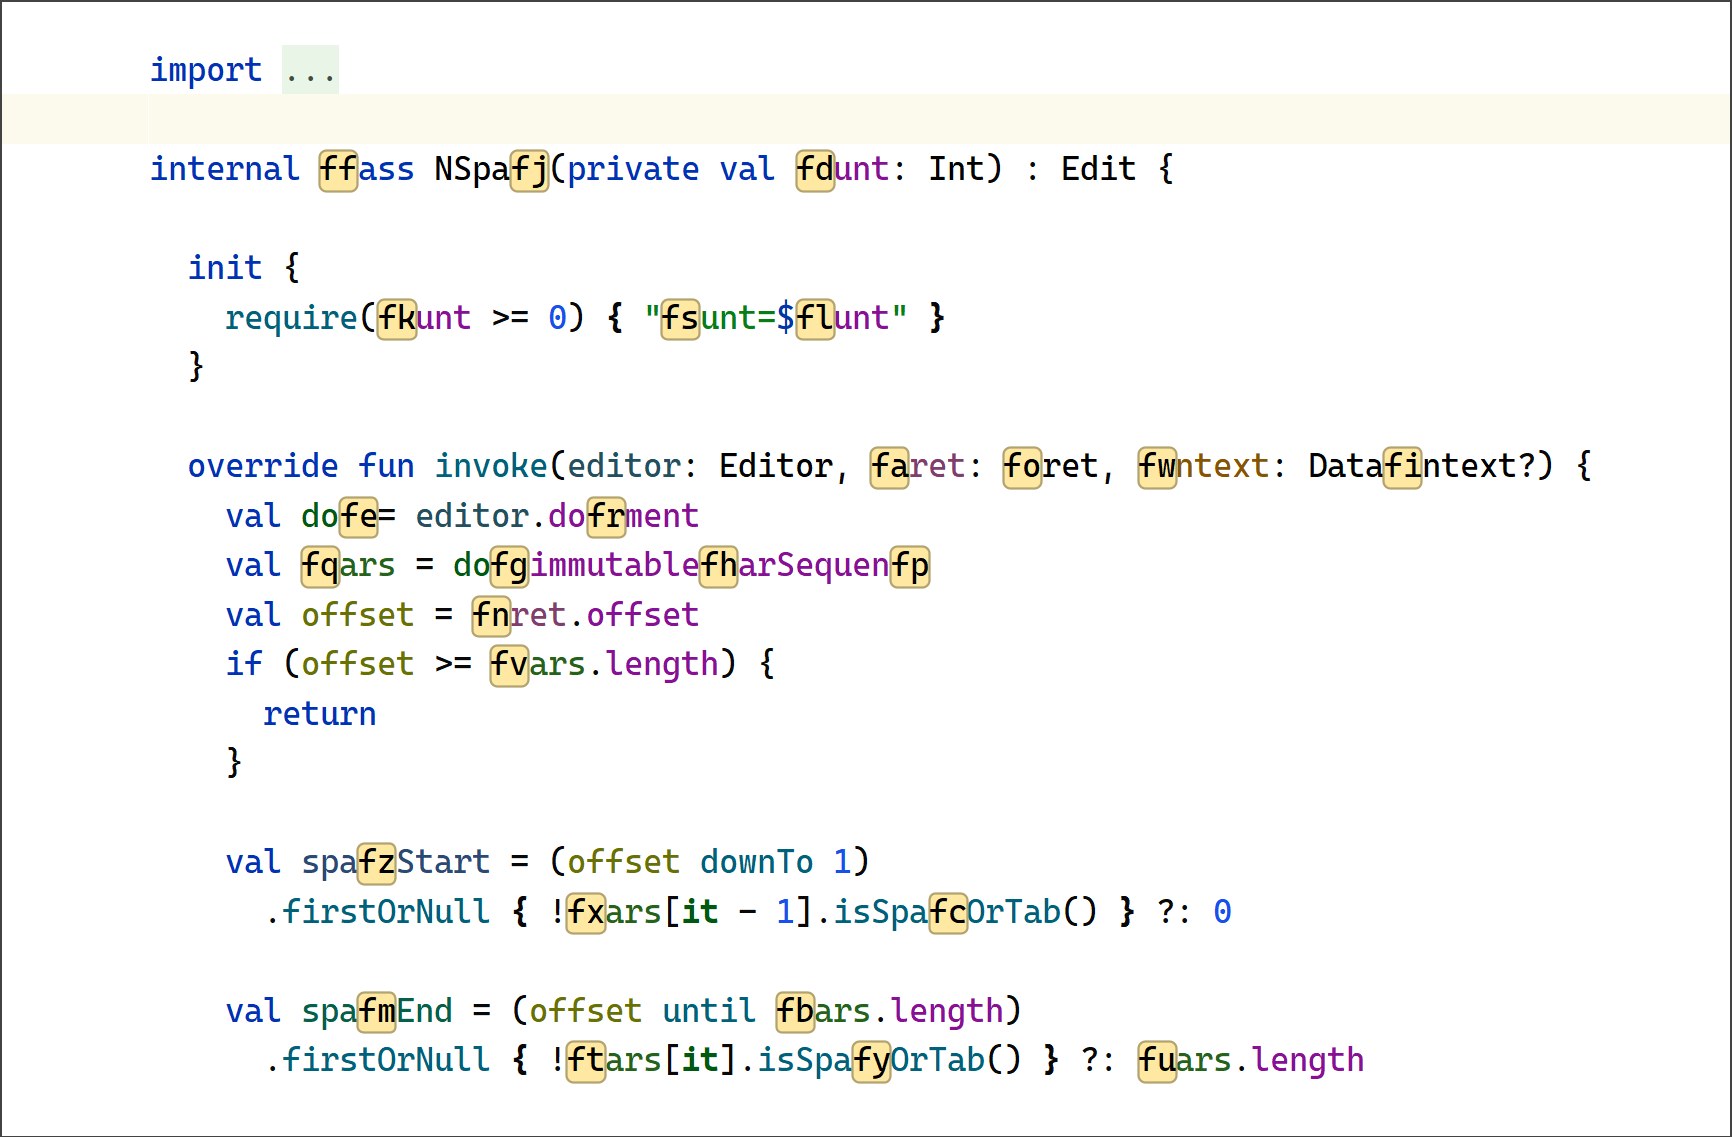 import ...
internal ffass NSpafj(private val fdunt: Int) : Edit {
init {
require(fkunt >= 0) { "fsunt=$flunt" }
}
override fun invoke(editor: Editor, faret: foret, fwntext: Datafintext?) {
val dofe= editor.dofrment
val fqars = dofgimmutablefharSequenfp
val offset = fnret.offset
if (offset >= fvars.length) {
return
}
val spafzStart = (offset downTo 1)
.firstOrNull { !fxars[it - 1].isSpafcOrTab() } ?: 0
val spafmEnd = (offset until fbars.length)
.firstOrNull { !ftars[it].isSpafyOrTab() } ?: fuars.length